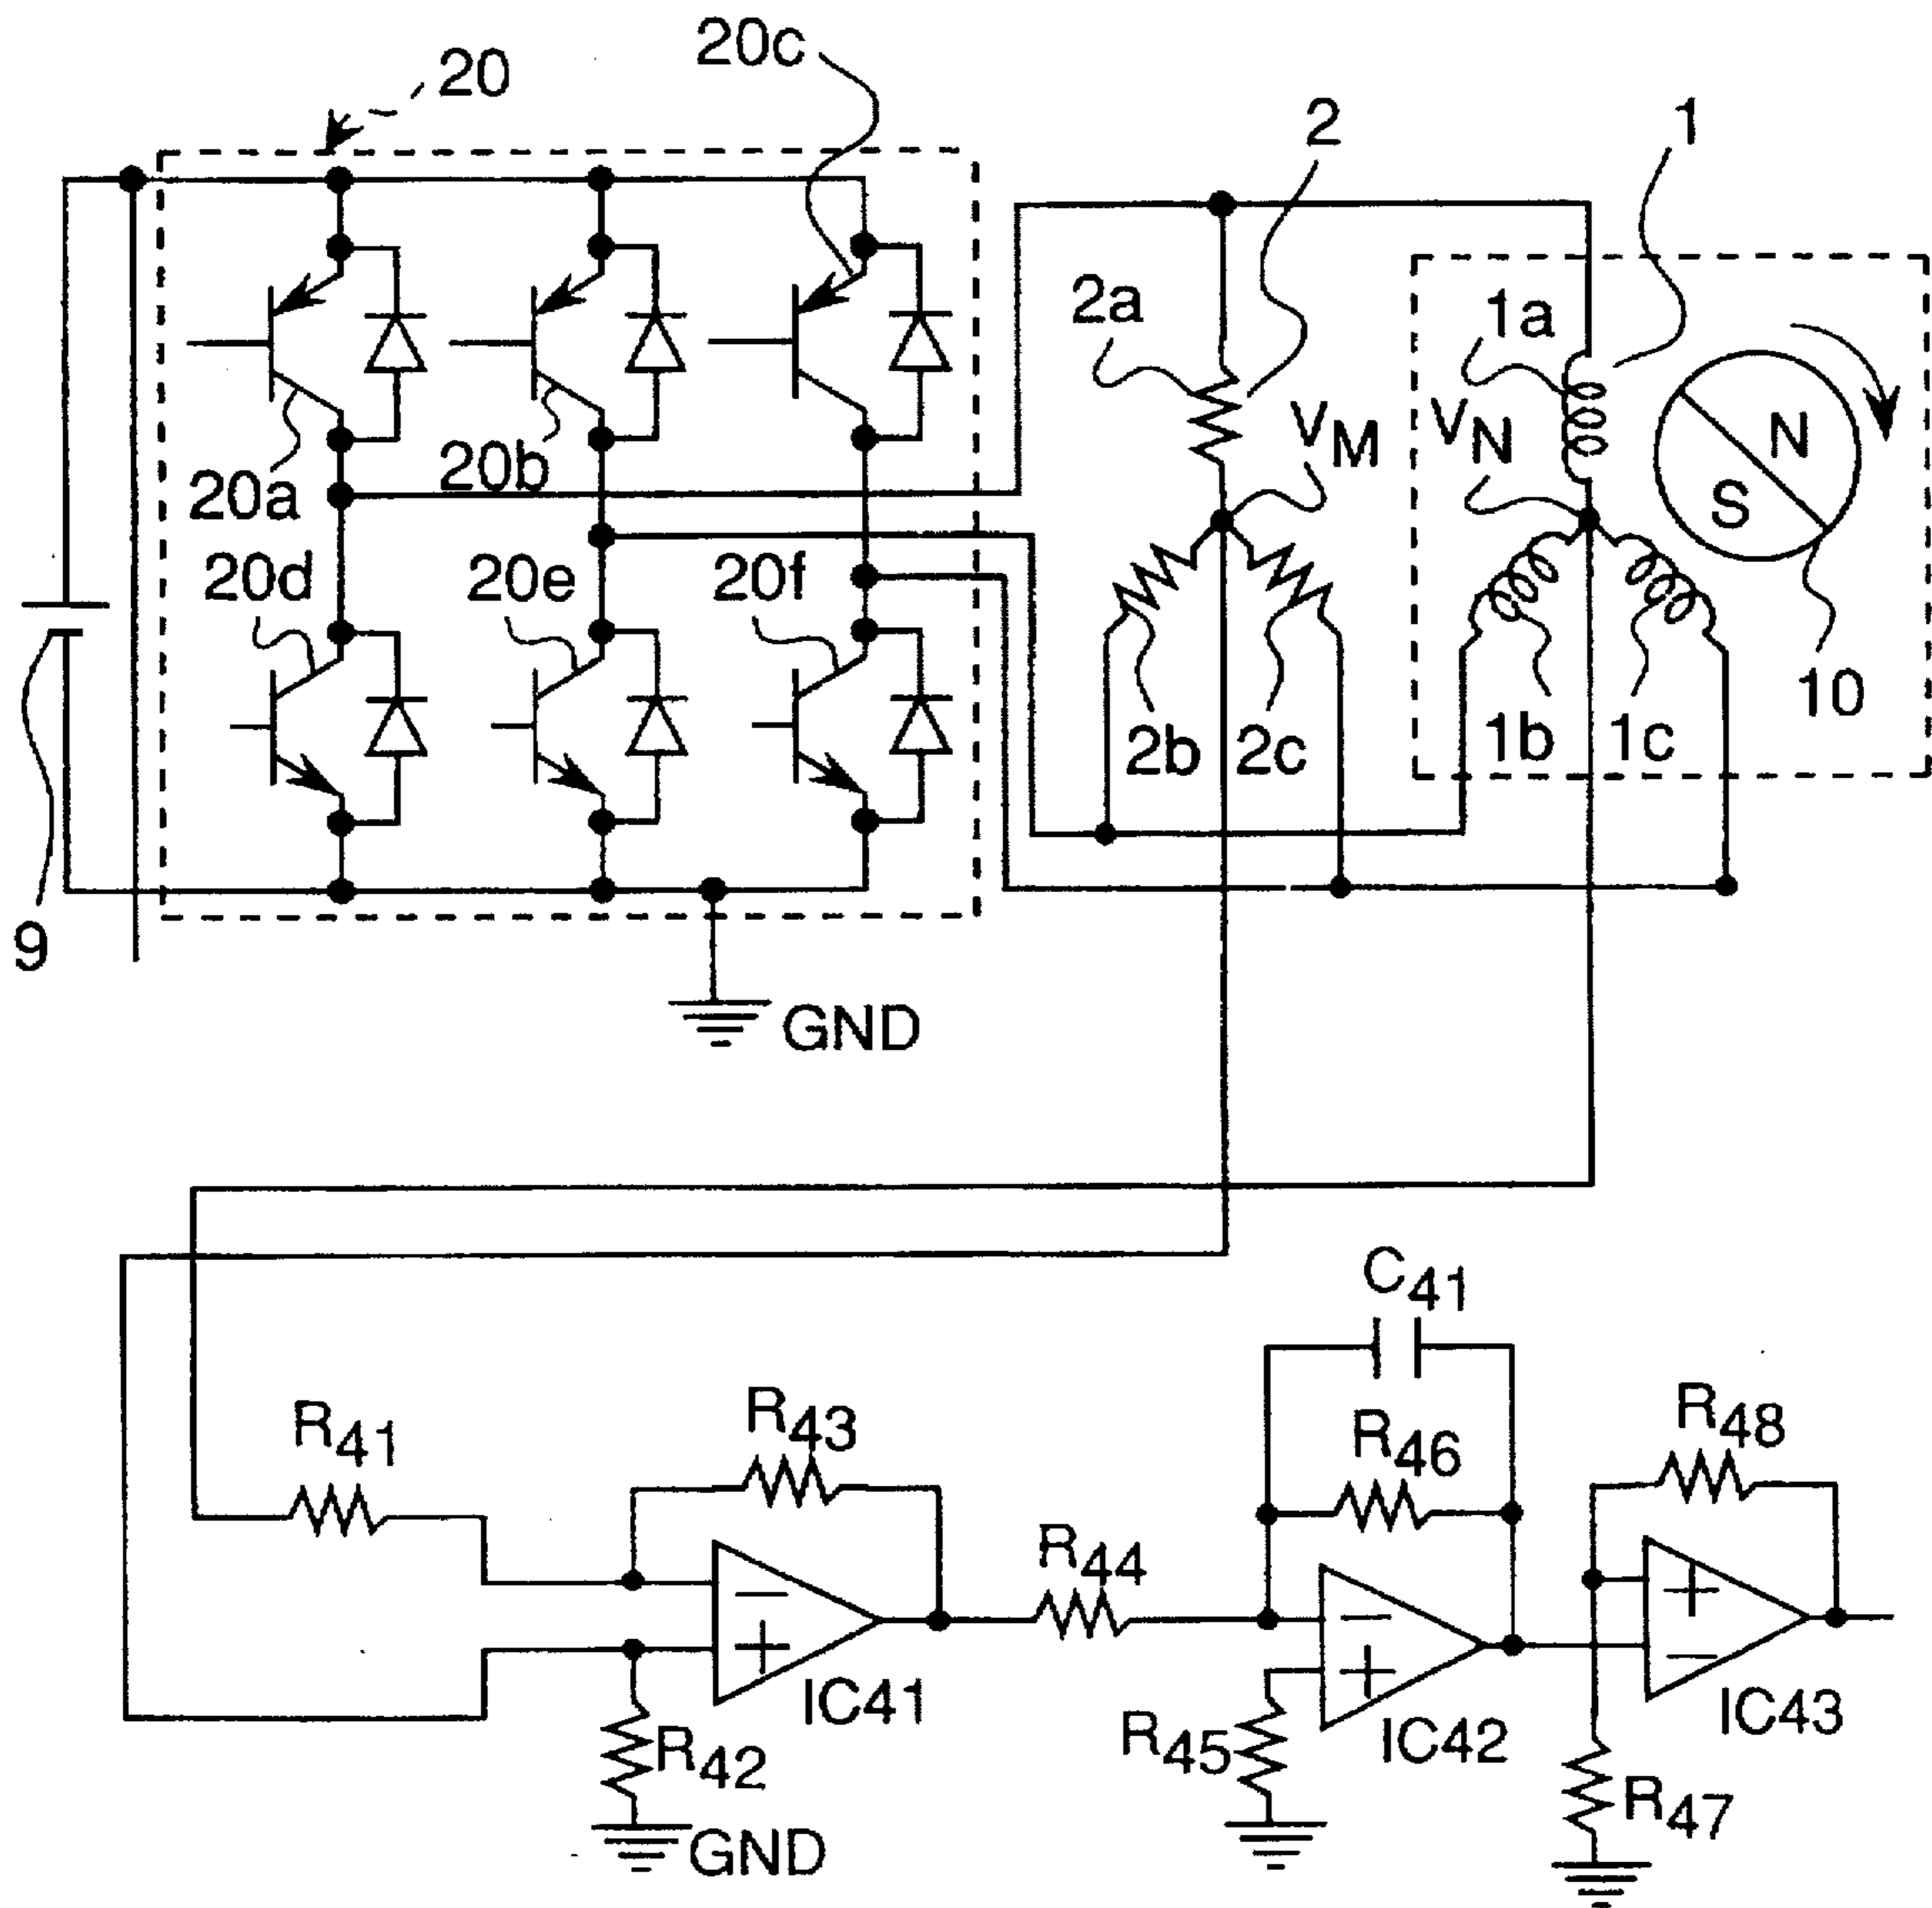 20
20c
2
1
2a
1a
VM
VN
N
S
20a
20b
20d
20e
20f
2b
2c
1b
1c
10
9
GND
C41
R41
R43
R46
R48
R44
IC41
R42
GND
R45
IC42
IC43
R47